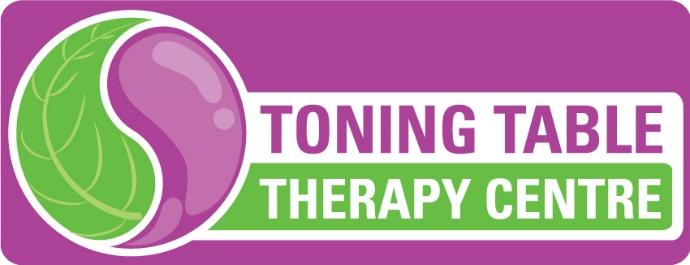 TONING TABLE
THERAPY CENTRE